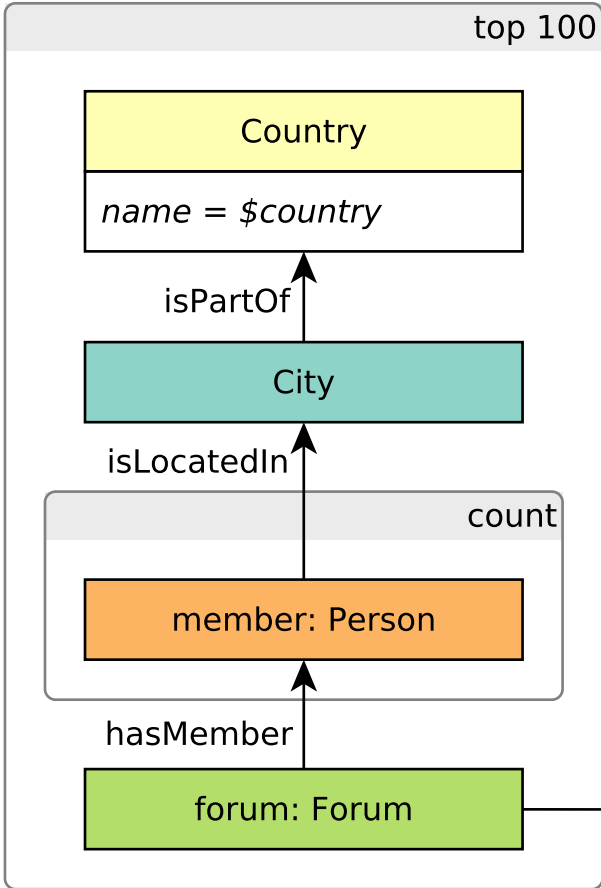 top 100
Country
name = $country
isPartOf
City
isLocatedIn
count
member: Person
hasMember
forum: Forum